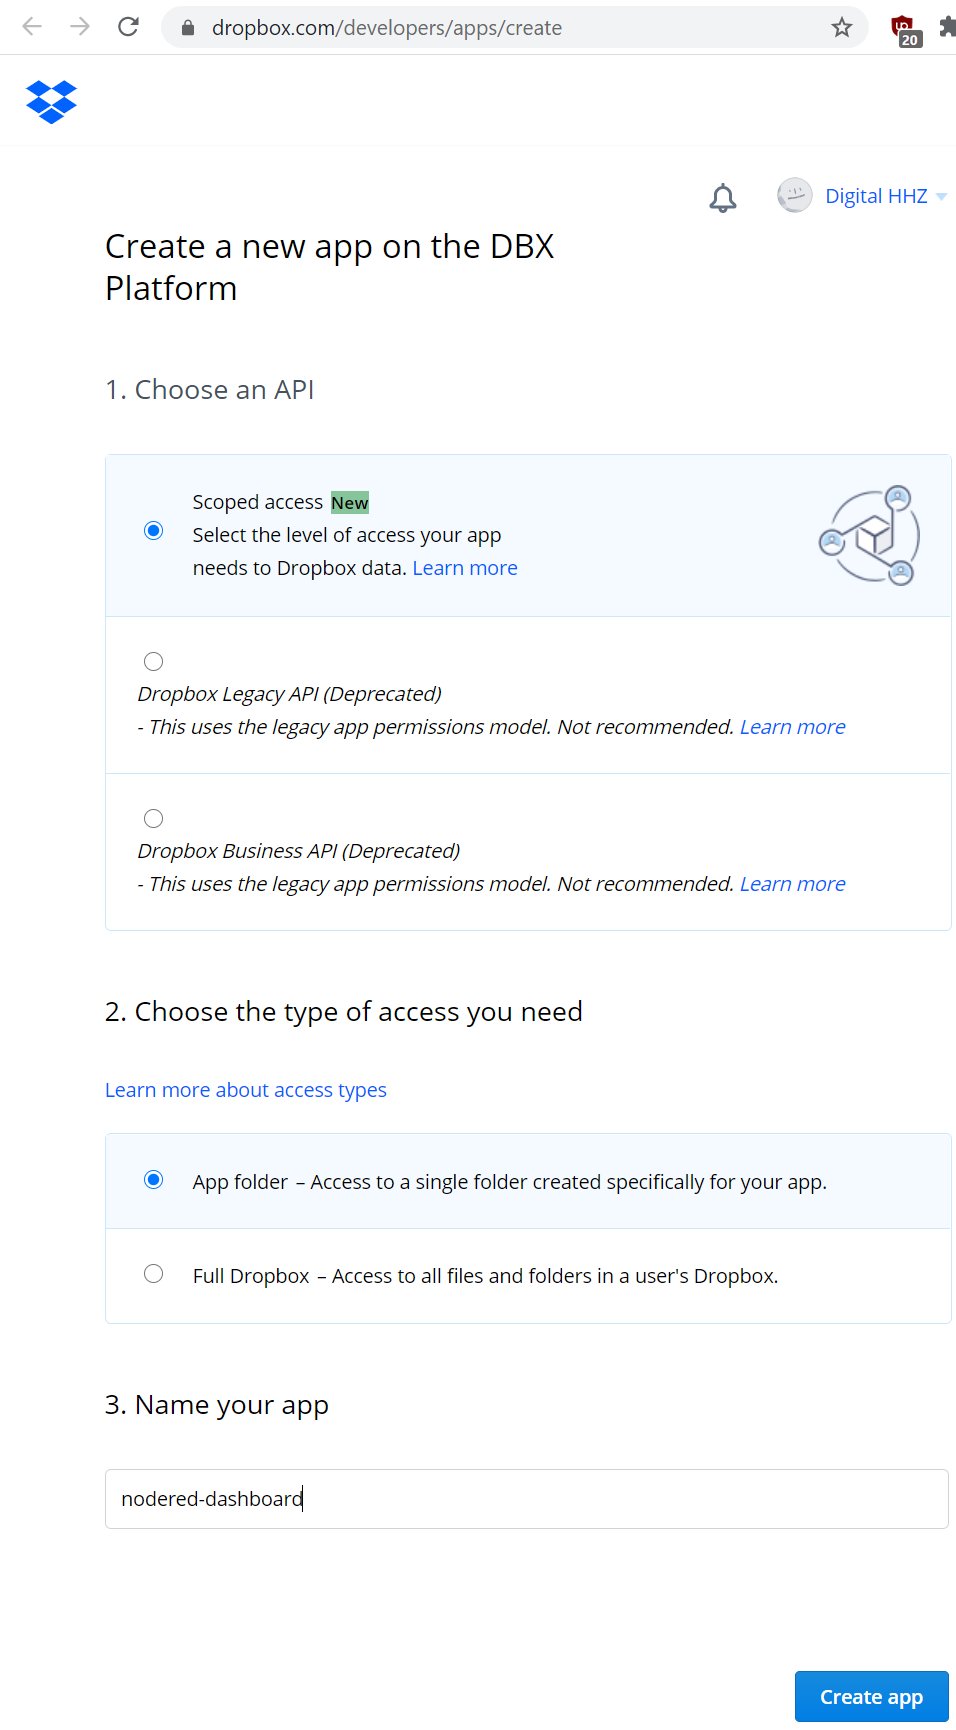 dropbox.com/developers/apps/create
20
Digital HHZ
Create a new app on the DBX
Platform
1. Choose an API
Scoped access New
Select the level of access your app
needs to Dropbox data. Learn more
Dropbox Legacy API (Deprecated)
- This uses the legacy app permissions model. Not recommended. Learn more
Dropbox Business API (Deprecated)
- This uses the legacy app permissions model. Not recommended. Learn more
2. Choose the type of access you need
Learn more about access types
App folder – Access to a single folder created specifically for your app.
Full Dropbox – Access to all files and folders in a user's Dropbox.
3. Name your app
nodered-dashboard
Create app